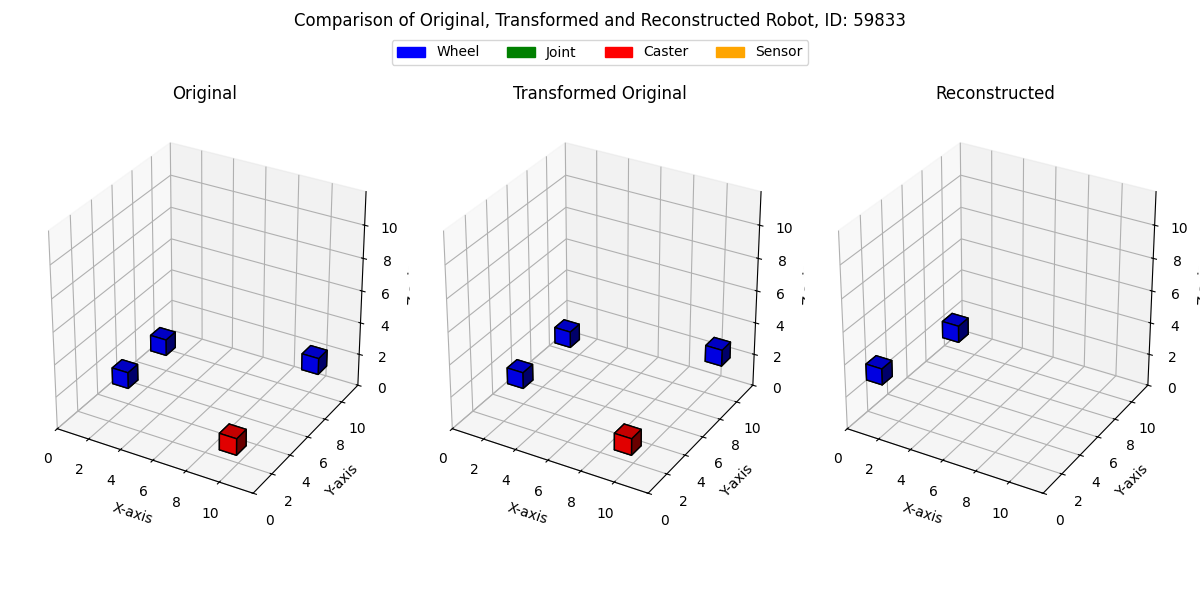 Comparison of Original, Transformed and Reconstructed Robot, ID: 59833
Wheel Joint Caster Sensor
Original Transformed Original Reconstructed
10 10 10
8 8 8
6 6 6
4 4 4
2 2 2
0 0 0
10 10 10
8 8 8
6 6 6
4 4 4
2 2 2
0 0 0
0 2 4 6 8 10 0 2 4 6 8 10 0 2 4 6 8 10
Y-axis Y-axis Y-axis
X-axis X-axis X-axis